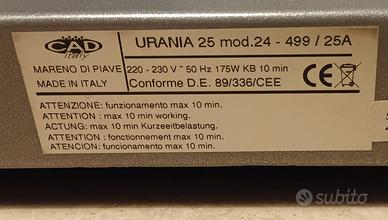 CAD
Italy
URANIA 25 mod.24 - 499 / 25A
MARENO DI PIAVE
MADE IN ITALY
220 - 230 V~ 50 Hz 175W KB 10 min
Conforme D.E. 89/336/CEE
CE
ATTENZIONE: funzionamento max 10 min.
ATTENTION : max 10 min working.
ACTUNG: max 10 min Kurzeitbelastung.
ATTENTION : fonctionnement max 10 min.
ATENCION: max 10 min.
subito